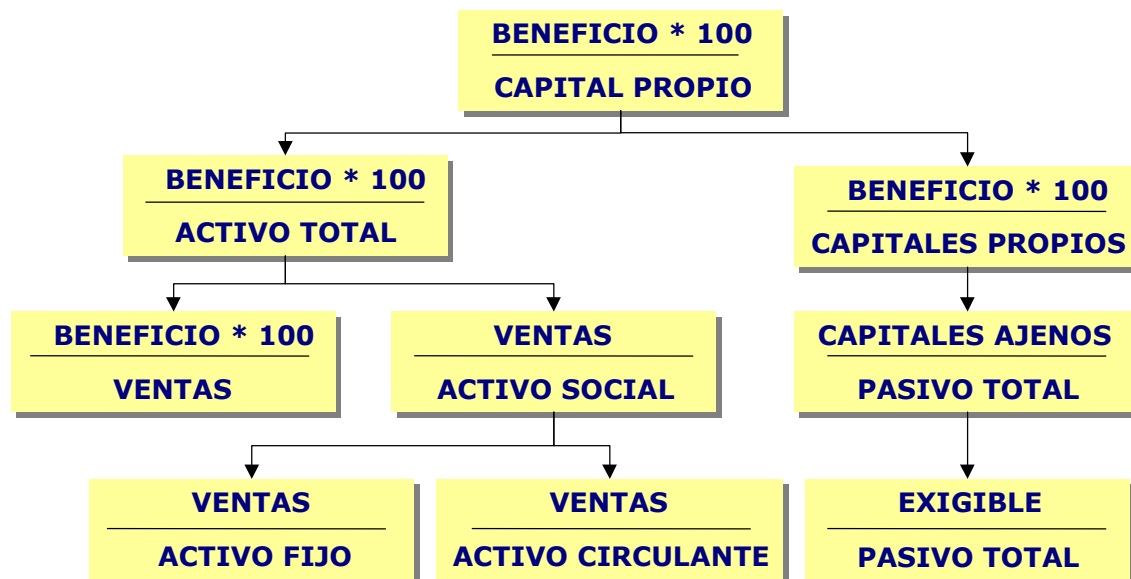 BENEFICIO * 100
CAPITAL PROPIO
BENEFICIO * 100
ACTIVO TOTAL
BENEFICIO * 100
CAPITALES PROPIOS
BENEFICIO * 100
VENTAS
VENTAS
ACTIVO SOCIAL
CAPITALES AJENOS
PASIVO TOTAL
VENTAS
ACTIVO FIJO
VENTAS
ACTIVO CIRCULANTE
EXIGIBLE
PASIVO TOTAL